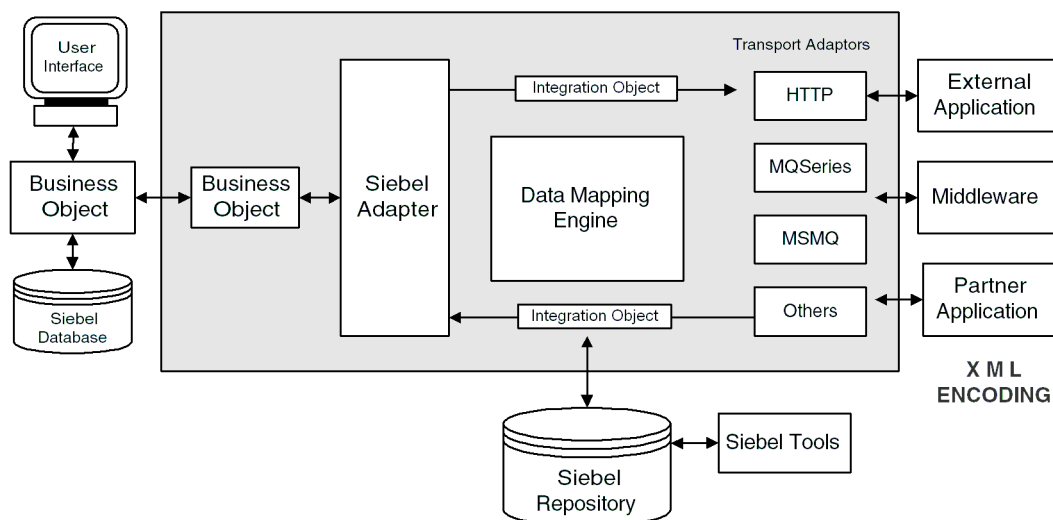 User
Interface
Business
Object
Siebel
Database
Business
Object
Siebel
Adapter
Integration Object
Data Mapping
Engine
Integration Object
Transport Adaptors
HTTP
MQSeries
MSMQ
Others
External
Application
Middleware
Partner
Application
X M L
ENCODING
Siebel
Repository
Siebel Tools